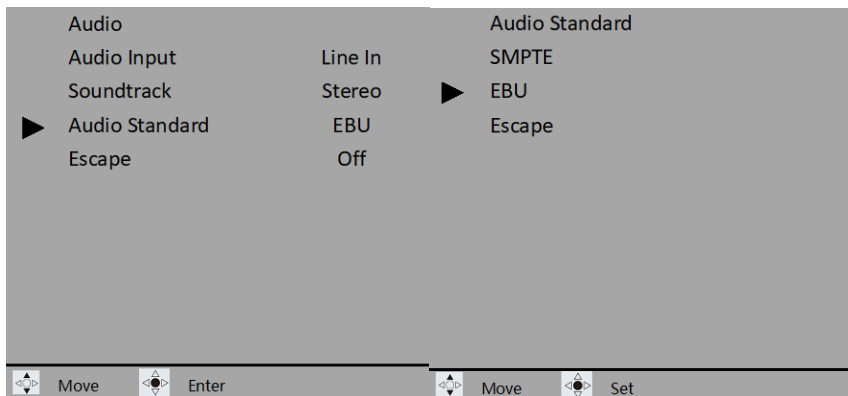 Audio
Audio Input Line In
Soundtrack Stereo
Audio Standard EBU
Escape Off
Move Enter
Audio Standard
SMPTE
EBU
Escape
Move Set